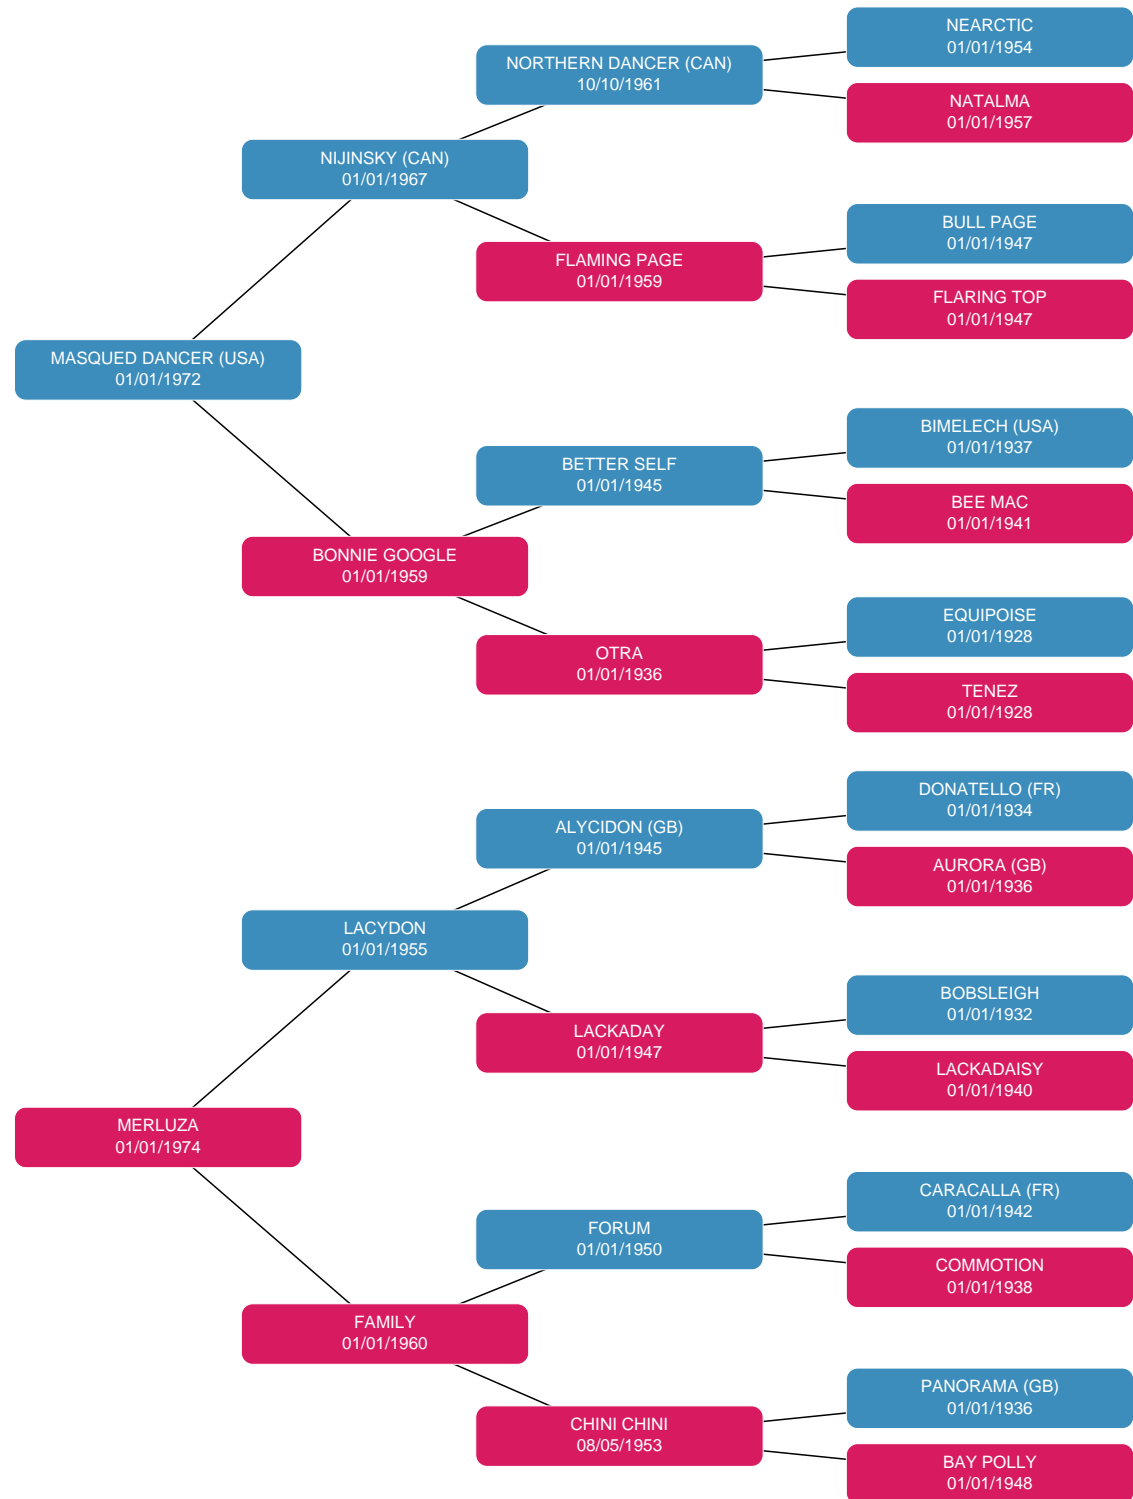 NEARCTIC
01/01/1954
NORTHERN DANCER (CAN)
10/10/1961
NATALMA
01/01/1957
NIJINSKY (CAN)
01/01/1967
BULL PAGE
01/01/1947
FLAMING PAGE
01/01/1959
FLARING TOP
01/01/1947
MASQUED DANCER (USA)
01/01/1972
BIMELECH (USA)
01/01/1937
BETTER SELF
01/01/1945
BEE MAC
01/01/1941
BONNIE GOOGLE
01/01/1959
EQUIPOISE
01/01/1928
OTRA
01/01/1936
TENEZ
01/01/1928
DONATELLO (FR)
01/01/1934
ALYCIDON (GB)
01/01/1945
AURORA (GB)
01/01/1936
LACYDON
01/01/1955
BOBSLEIGH
01/01/1932
LACKADAY
01/01/1947
LACKADAISY
01/01/1940
MERLUZA
01/01/1974
CARACALLA (FR)
01/01/1942
FORUM
01/01/1950
COMMOTION
01/01/1938
FAMILY
01/01/1960
PANORAMA (GB)
01/01/1936
CHINI CHINI
08/05/1953
BAY POLLY
01/01/1948